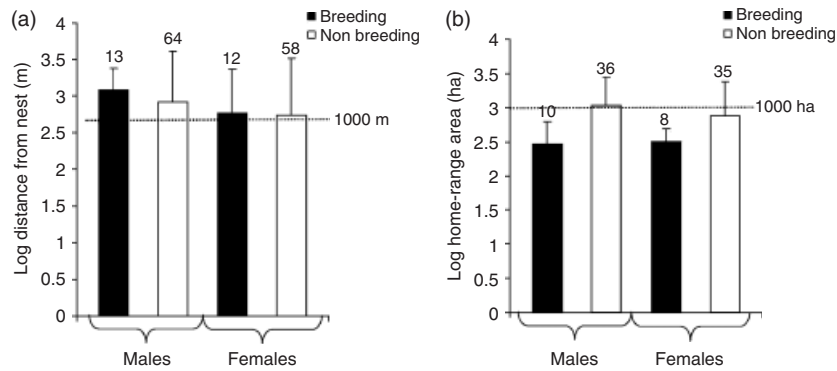 (a)
Breeding
Non breeding
4
3.5
3
2.5
2
1.5
1
0.5
0
Log distance from nest (m)
13
64
12
58
1000 m
Males
Females
(b)
Breeding
Non breeding
4
3.5
3
2.5
2
1.5
1
0.5
0
Log home-range area (ha)
10
36
8
35
1000 ha
Males
Females